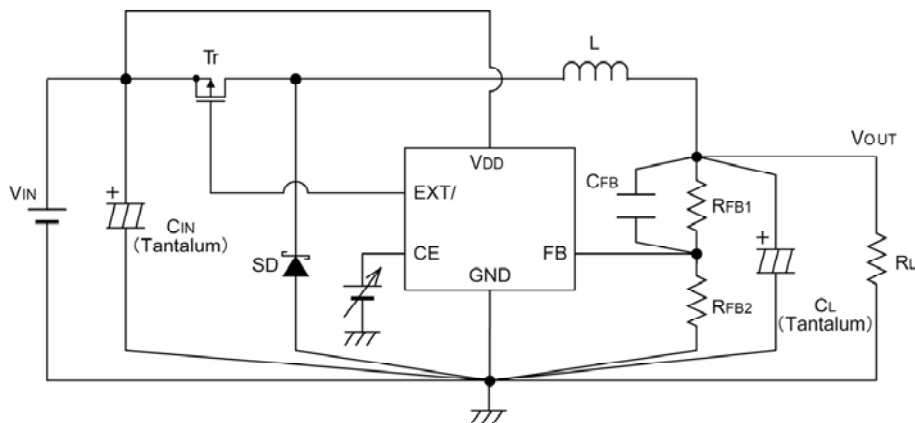 Tr
L
VDD
VOUT
CFB
EXT/
RFB1
VIN
+
CIN
(Tantalum)
+
CE
FB
SD
RL
GND
RFB2
CL
(Tantalum)